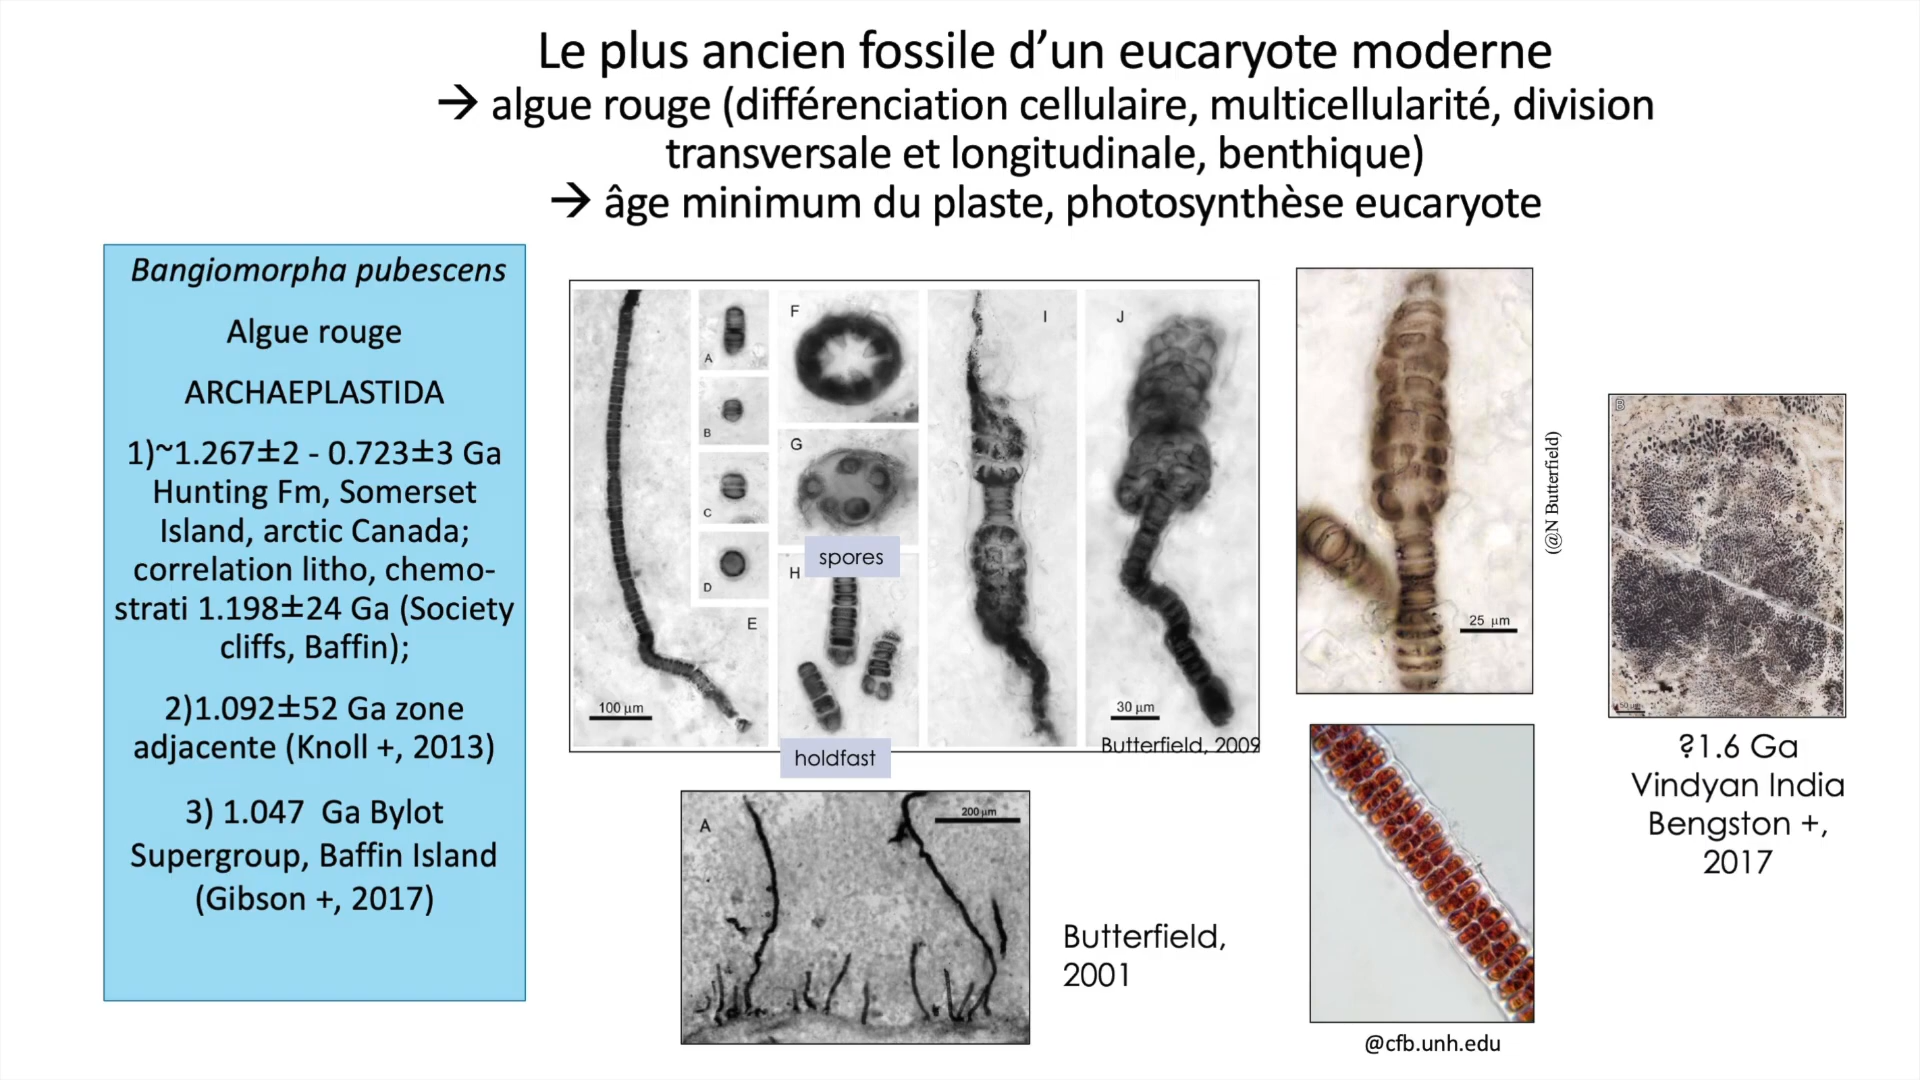 Le plus ancien fossile d’un eucaryote moderne
→ algue rouge (différenciation cellulaire, multicellularité, division
transversale et longitudinale, benthique)
→ âge minimum du plaste, photosynthèse eucaryote
Bangiomorpha pubescens
Algue rouge
ARCHAEPLASTIDA
1)~1.267±2 - 0.723±3 Ga
Hunting Fm, Somerset
Island, arctic Canada;
correlation litho, chemo-
strati 1.198±24 Ga (Society
cliffs, Baffin);
2)1.092±52 Ga zone
adjacente (Knoll +, 2013)
3) 1.047 Ga Bylot
Supergroup, Baffin Island
(Gibson +, 2017)
A
B
C
D
E
100 µm
F
G
spores
H
holdfast
I
J
30 µm
Butterfield, 2009
A
200 µm
Butterfield,
2001
25 µm
(@N Butterfield)
@cfb.unh.edu
B
50 µm
?1.6 Ga
Vindyan India
Bengston +,
2017